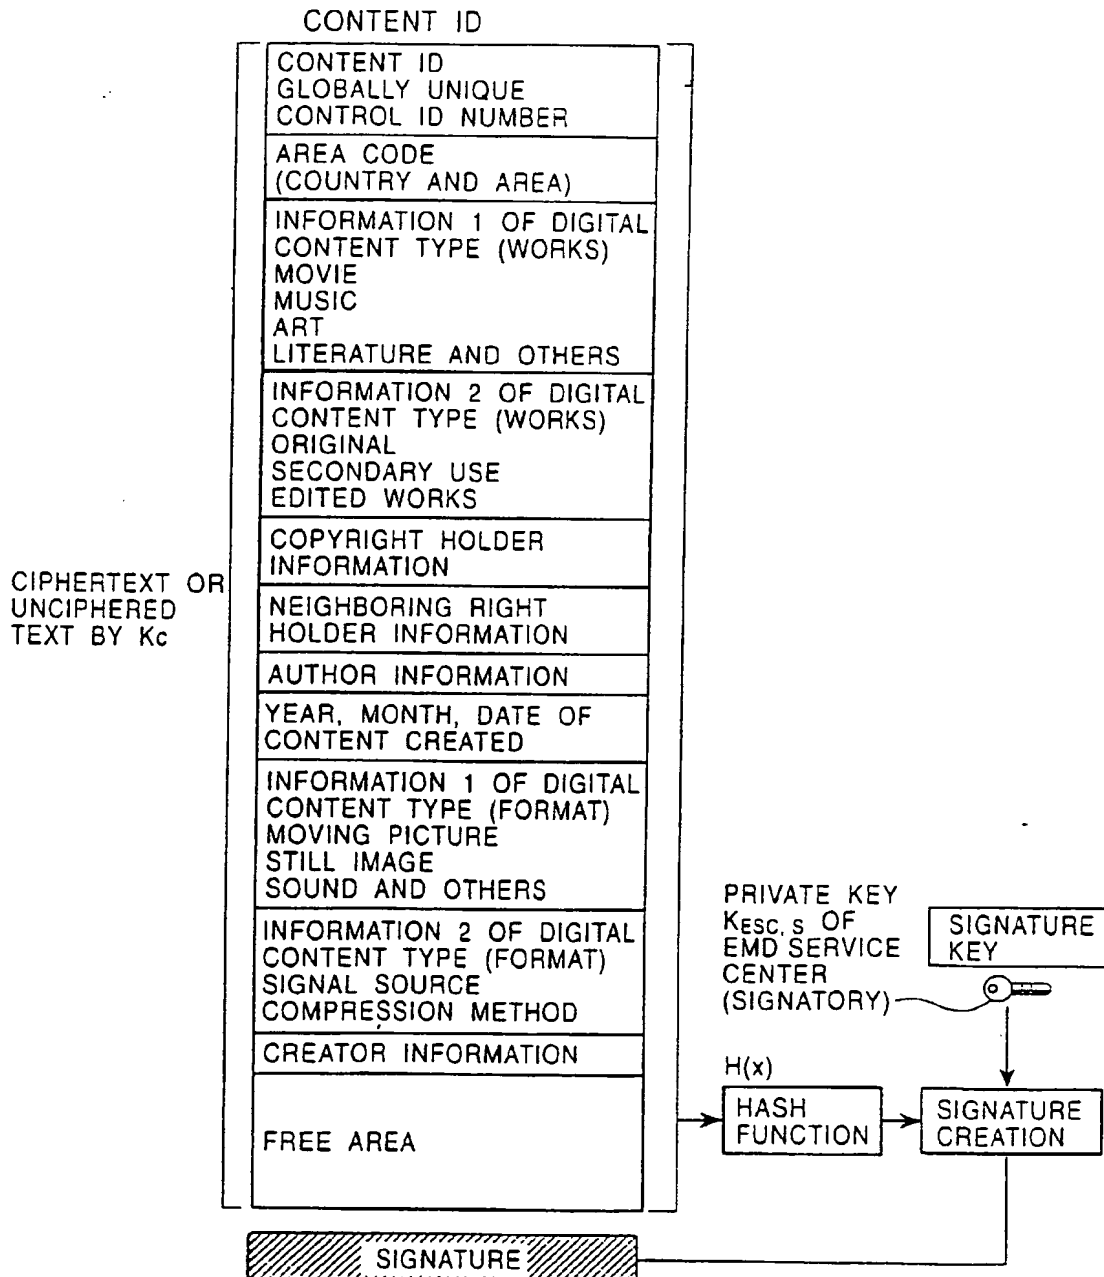 CONTENT ID
CONTENT ID
GLOBALLY UNIQUE
CONTROL ID NUMBER
AREA CODE
(COUNTRY AND AREA)
INFORMATION 1 OF DIGITAL
CONTENT TYPE (WORKS)
MOVIE
MUSIC
ART
LITERATURE AND OTHERS
INFORMATION 2 OF DIGITAL
CONTENT TYPE (WORKS)
ORIGINAL
SECONDARY USE
EDITED WORKS
COPYRIGHT HOLDER
INFORMATION
CIPHERTEXT OR
UNCIPHERED
TEXT BY Kc
NEIGHBORING RIGHT
HOLDER INFORMATION
AUTHOR INFORMATION
YEAR, MONTH, DATE OF
CONTENT CREATED
INFORMATION 1 OF DIGITAL
CONTENT TYPE (FORMAT)
MOVING PICTURE
STILL IMAGE
SOUND AND OTHERS
INFORMATION 2 OF DIGITAL
CONTENT TYPE (FORMAT)
SIGNAL SOURCE
COMPRESSION METHOD
CREATOR INFORMATION
FREE AREA
PRIVATE KEY
KESC, S OF
EMD SERVICE
CENTER
(SIGNATORY)
SIGNATURE
KEY
H(x)
HASH
FUNCTION
SIGNATURE
CREATION
SIGNATURE